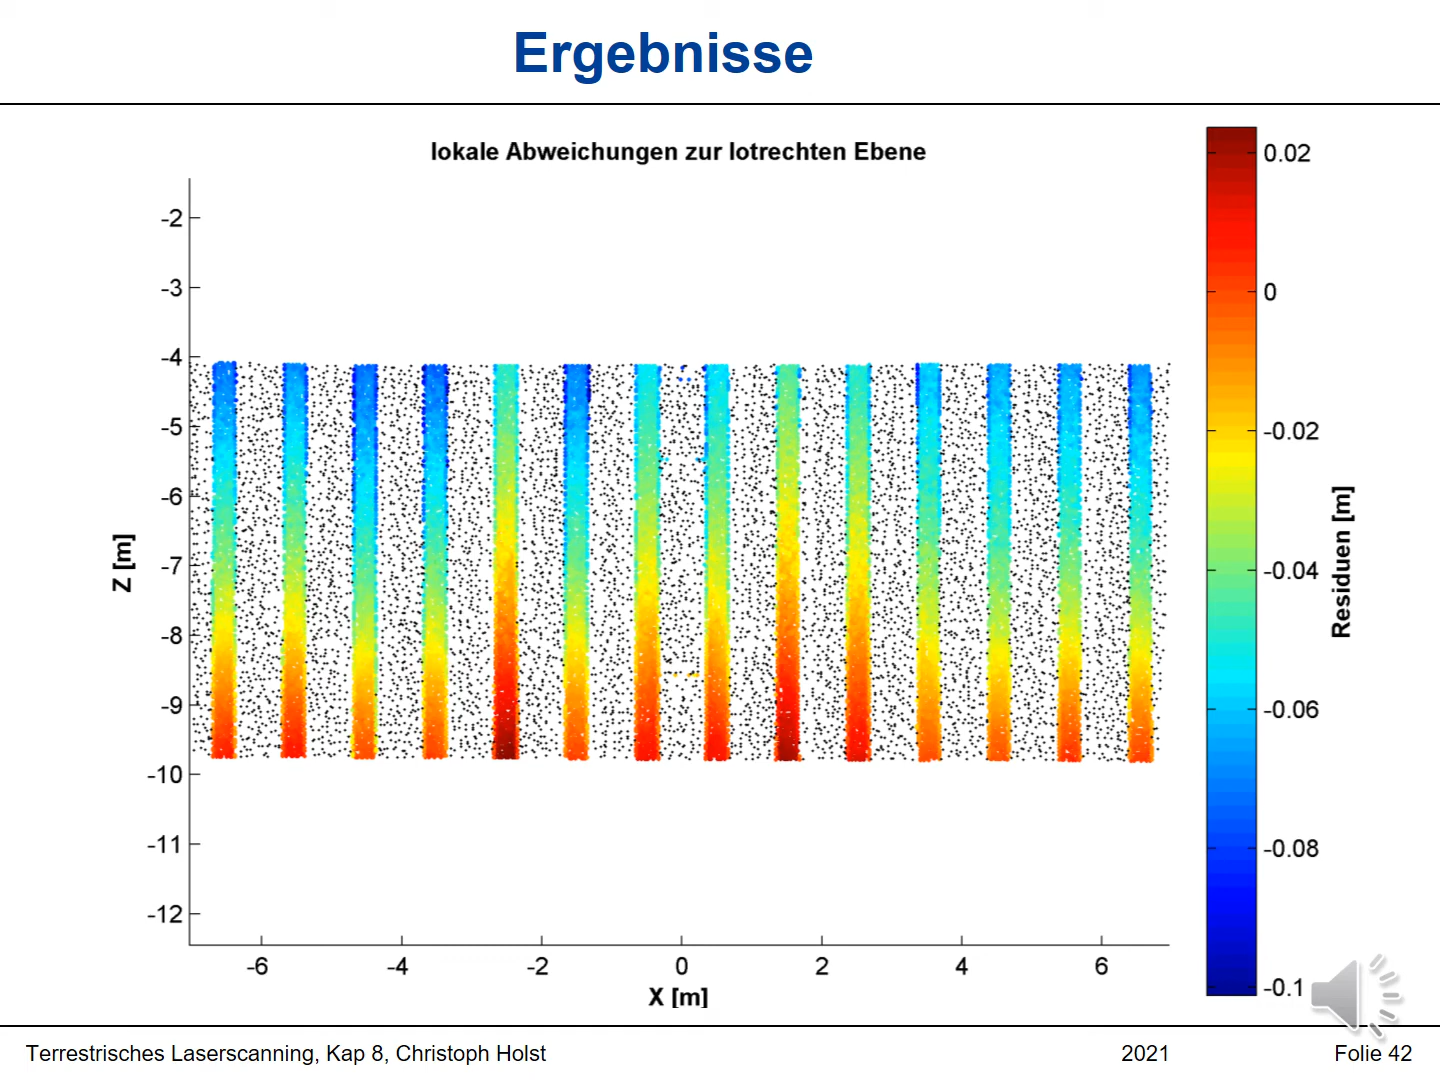 Ergebnisse
lokale Abweichungen zur lotrechten Ebene
-2
-3
-4
-5
-6
-7
-8
-9
-10
-11
-12
Z [m]
-6 -4 -2 0 2 4 6
X [m]
0.02
0
-0.02
-0.04
-0.06
-0.08
-0.1
Residuen [m]
Terrestrisches Laserscanning, Kap 8, Christoph Holst 2021 Folie 42